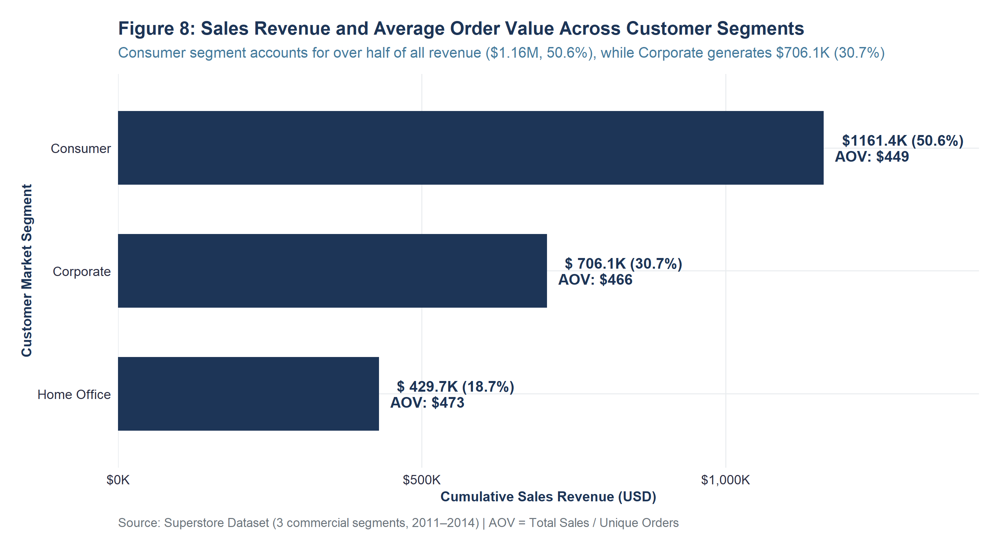 Figure 8: Sales Revenue and Average Order Value Across Customer Segments
Consumer segment accounts for over half of all revenue ($1.16M, 50.6%), while Corporate generates $706.1K (30.7%)
Customer Market Segment
Consumer
$1161.4K (50.6%)
AOV: $449
Corporate
$ 706.1K (30.7%)
AOV: $466
Home Office
$ 429.7K (18.7%)
AOV: $473
$0K
$500K
$1,000K
Cumulative Sales Revenue (USD)
Source: Superstore Dataset (3 commercial segments, 2011–2014) | AOV = Total Sales / Unique Orders